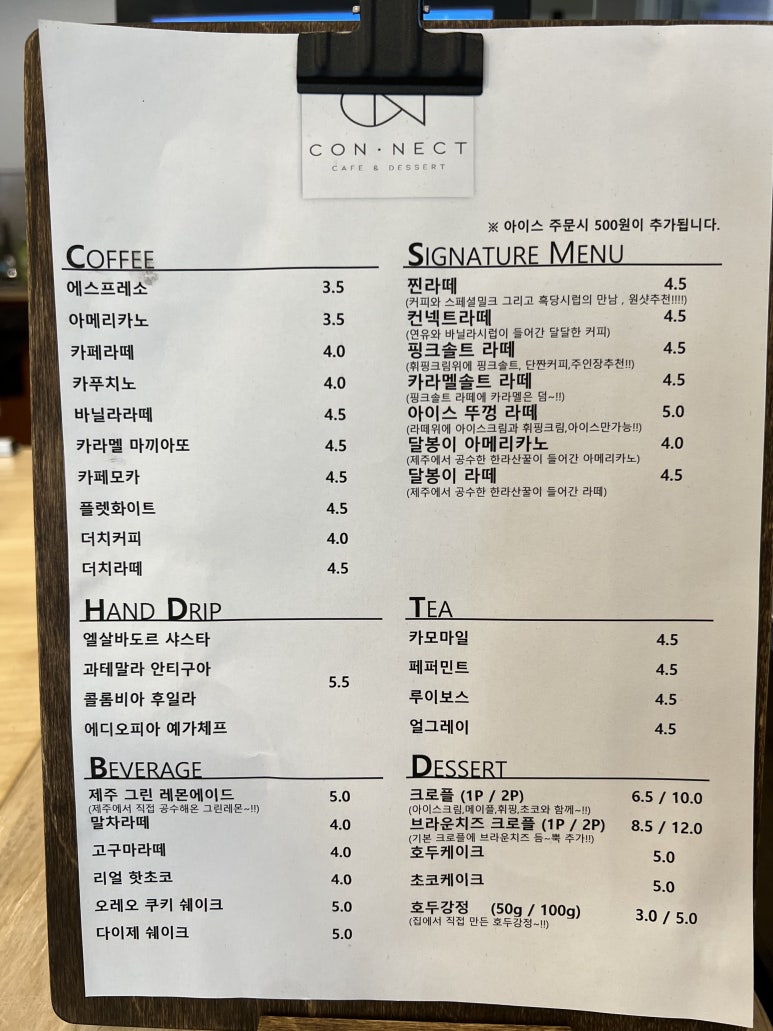 CON·NECT
CAFE & DESSERT
※ 아이스 주문시 500원이 추가됩니다.
COFFEE
에스프레소 3.5
아메리카노 3.5
카페라떼 4.0
카푸치노 4.0
바닐라라떼 4.5
카라멜 마끼아또 4.5
카페모카 4.5
플렛화이트 4.5
더치커피 4.0
더치라떼 4.5
SIGNATURE MENU
찐라떼 4.5
(커피와 스페셜밀크 그리고 흑당시럽의 만남 , 원샷추천!!!!)
컨넥트라떼 4.5
(연유와 바닐라시럽이 들어간 달달한 커피)
핑크솔트 라떼 4.5
(휘핑크림위에 핑크솔트, 단짠커피,주인장추천!!)
카라멜솔트 라떼 4.5
(핑크솔트 라떼에 카라멜은 덤~!!)
아이스 뚜껑 라떼 5.0
(라떼위에 아이스크림과 휘핑크림,아이스만가능!!)
달봉이 아메리카노 4.0
(제주에서 공수한 한라산꿀이 들어간 아메리카노)
달봉이 라떼 4.5
(제주에서 공수한 한라산꿀이 들어간 라떼)
HAND DRIP
엘살바도르 샤스타
과테말라 안티구아
5.5
콜롬비아 후일라
에디오피아 예가체프
TEA
카모마일 4.5
페퍼민트 4.5
루이보스 4.5
얼그레이 4.5
BEVERAGE
제주 그린 레몬에이드 5.0
(제주에서 직접 공수해온 그린레몬~!!)
말차라떼 4.0
고구마라떼 4.0
리얼 핫초코 4.0
오레오 쿠키 쉐이크 5.0
다이제 쉐이크 5.0
DESSERT
크로플 (1P / 2P) 6.5 / 10.0
(아이스크림,메이플,휘핑,초코와 함께~!!)
브라운치즈 크로플 (1P / 2P) 8.5 / 12.0
(기본 크로플에 브라운치즈 듬~뿍 추가!!)
호두케이크 5.0
초코케이크 5.0
호두강정 (50g / 100g) 3.0 / 5.0
(집에서 직접 만든 호두강정~!!)